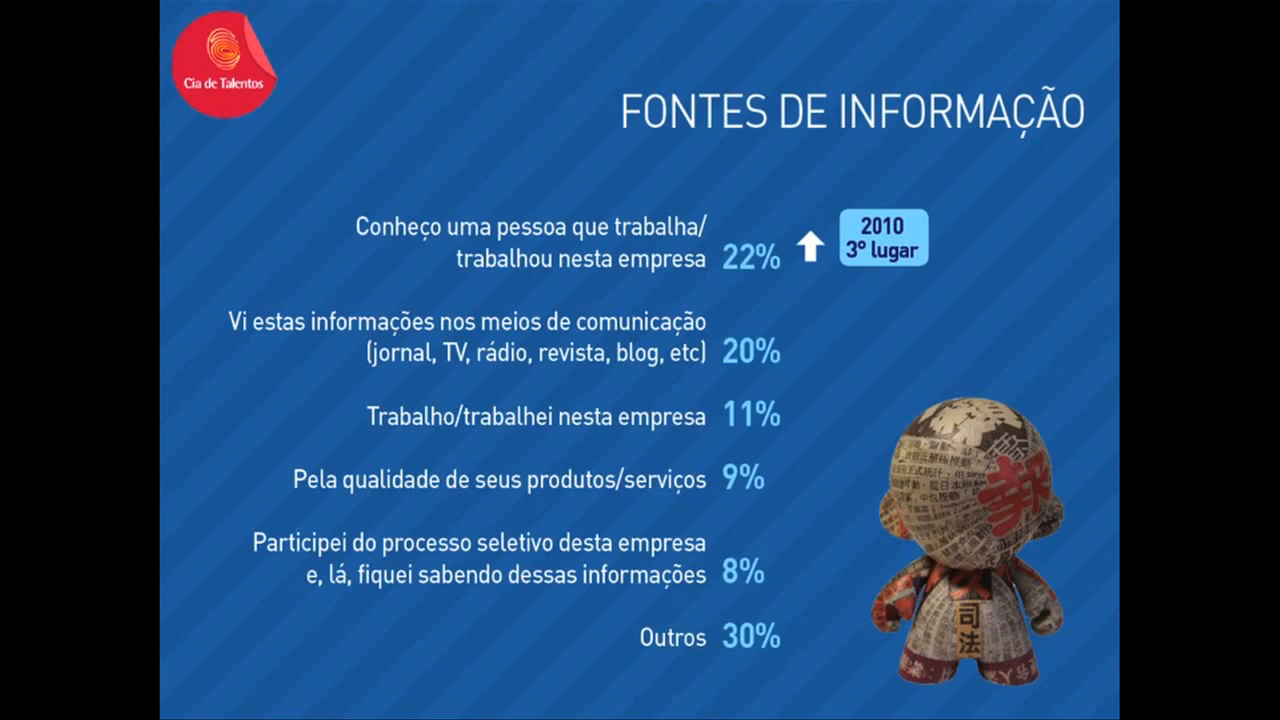 Cia de Talentos
FONTES DE INFORMAÇÃO
Conheço uma pessoa que trabalha/
trabalhou nesta empresa 22%
2010
3º lugar
Vi estas informações nos meios de comunicação
(jornal, TV, rádio, revista, blog, etc) 20%
Trabalho/trabalhei nesta empresa 11%
Pela qualidade de seus produtos/serviços 9%
Participei do processo seletivo desta empresa
e, lá, fiquei sabendo dessas informações 8%
Outros 30%
司
法